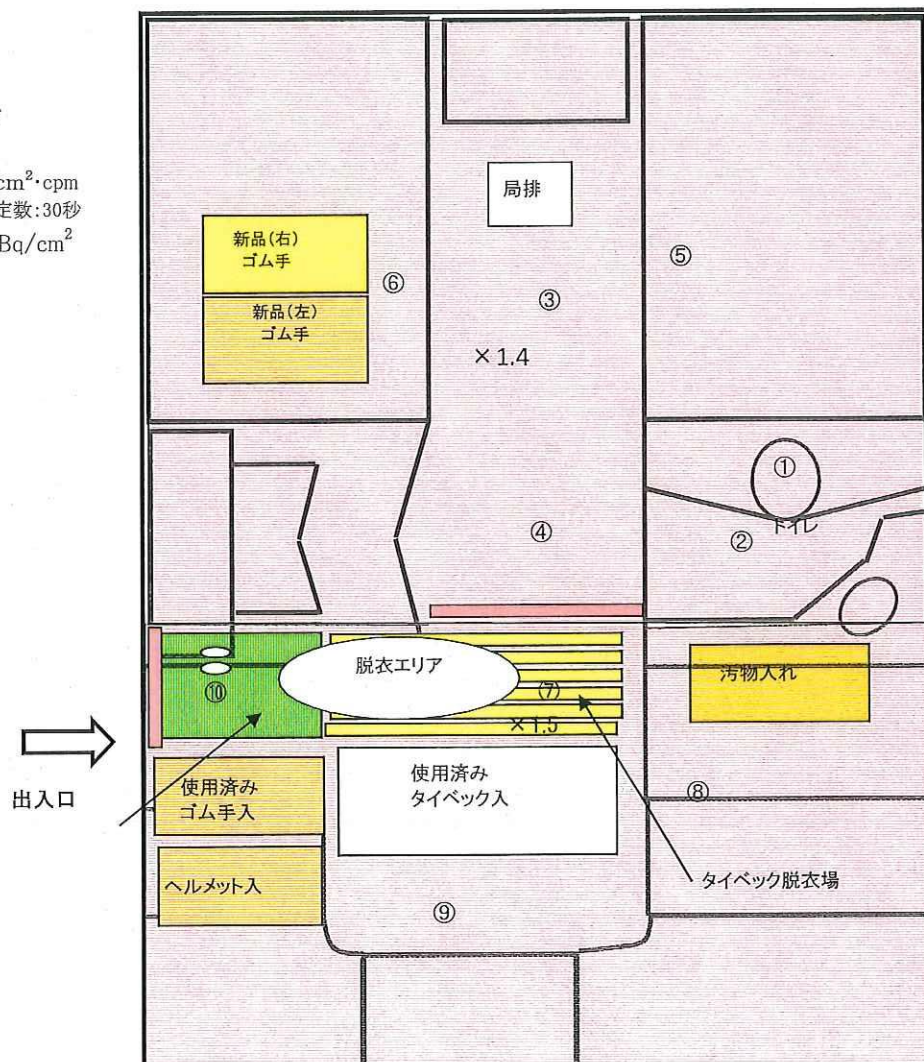 cm²・cpm
定数:30秒
Bq/cm²
局排
新品(右)
ゴム手
⑤
⑥
③
新品(左)
ゴム手
×1.4
①
トイレ
④
②
脱衣エリア
汚物入れ
⑩
⑺
×1.5
出入口
使用済み
ゴム手入
使用済み
タイベック入
⑧
ヘルメット入
タイベック脱衣場
⑨